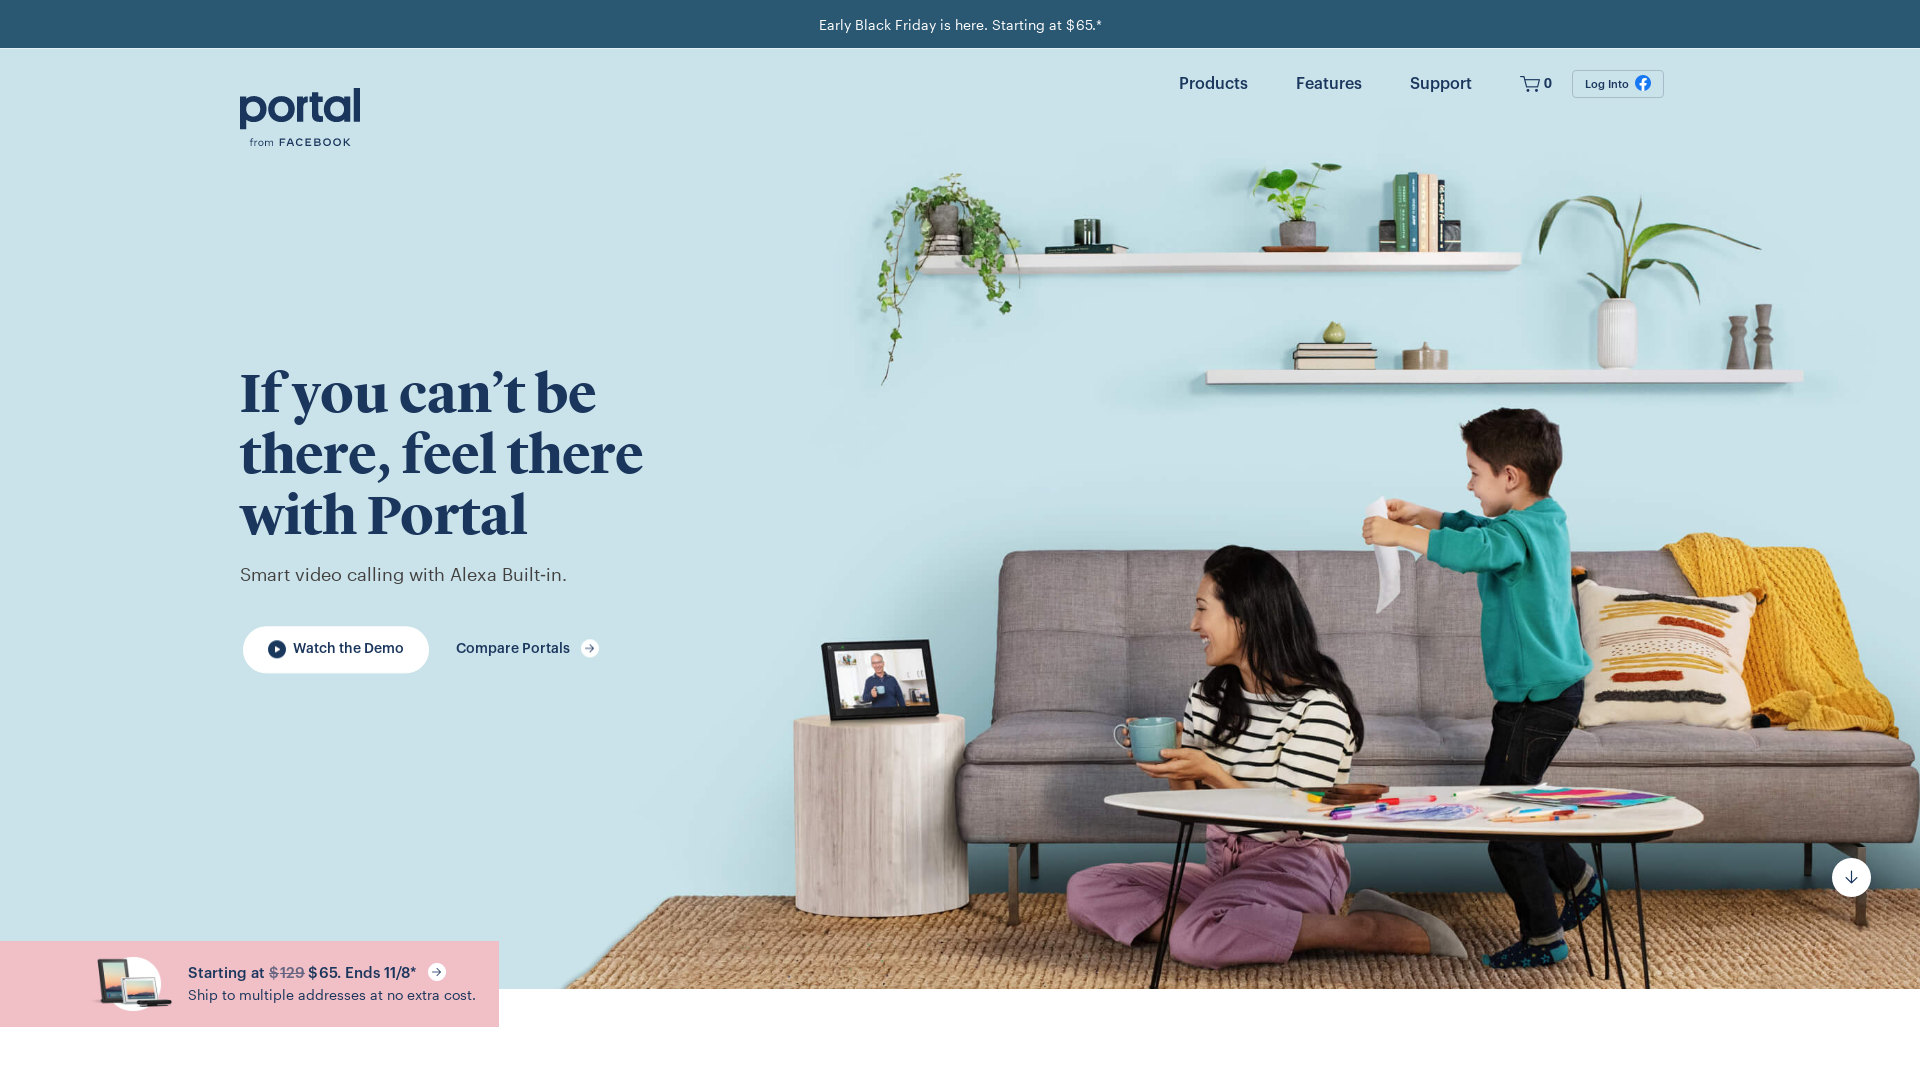 Early Black Friday is here. Starting at $65.*
Products Features Support 0 Log Into
portal
from FACEBOOK
If you can’t be
there, feel there
with Portal
Smart video calling with Alexa Built-in.
Watch the Demo Compare Portals
Starting at $129 $65. Ends 11/8*
Ship to multiple addresses at no extra cost.